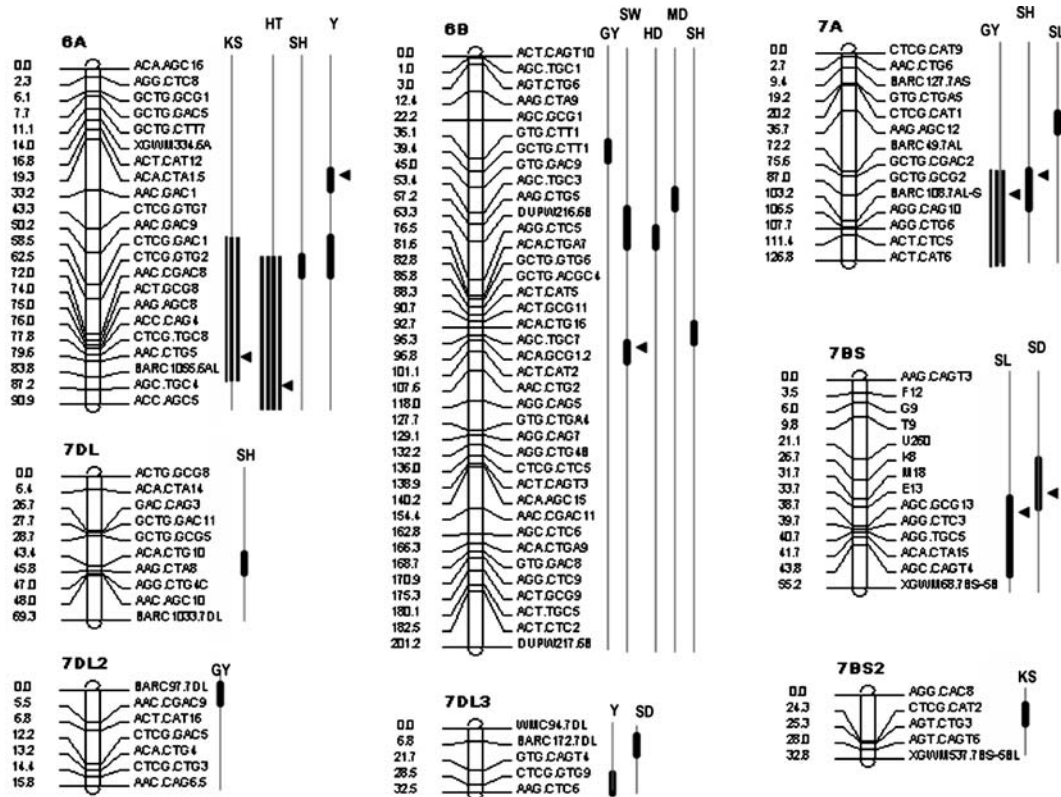 6A
KS
HT
SH
Y
0.0 ACA.AGC16
2.3 AGG.CTC8
6.1 GCTG.GCG1
7.7 GCTG.GAC5
11.1 GCTG.CTT7
14.0 XGWM334.6A
16.8 ACT.CAT12
19.3 ACA.CTA1.5
33.2 AAC.GAC1
43.3 CTCG.GTG7
50.2 AAC.GAC9
58.5 CTCG.GAC1
62.5 CTCG.GTG2
72.0 AAC.CGAC8
74.0 ACT.GCG8
75.0 AAG.AGC8
76.0 ACC.CAG4
77.8 CTCG.TGC8
79.6 AAC.CTG5
83.8 BARC1055.6AL
87.2 AGC.TGC4
90.9 ACC.AGC5
6B
GY
SW
HD
MD
SH
0.0 ACT.CAGT10
1.0 AGC.TGC1
3.0 AGT.CTG6
12.4 AAG.CTA9
22.2 AGC.GCG1
35.1 GTG.CTT1
39.4 GCTG.CTT1
45.0 GTG.GAC9
53.4 AGC.TGC3
57.2 AAG.CTG5
63.3 DUPW216.6B
76.5 AGG.CTC5
81.6 ACA.CTGA7
82.8 GCTG.GTG6
85.8 GCTG.ACGC4
88.3 ACT.CAT5
90.7 ACT.GCG11
92.7 ACA.CTG16
95.3 AGC.TGC7
96.8 ACA.GCG1.2
101.1 ACT.CAT2
107.6 AAC.CTG2
118.0 AGG.CAG5
127.7 GTG.CTGA4
129.1 AGG.CAG7
132.2 AGG.CTG4B
136.0 CTCG.CTC5
138.9 ACT.CAGT3
140.2 ACA.AGC15
154.4 AAC.CGAC11
162.8 AGC.CTC6
166.3 ACA.CTGA9
168.7 GTG.GAC8
170.9 AGG.CTC9
175.3 ACT.GCG9
180.1 ACT.TGC5
182.5 ACT.CTC2
201.2 DUPW217.6B
7A
GY
SH
SL
0.0 CTCG.CAT9
2.7 AAC.CTG6
9.4 BARC127.7AS
19.2 GTG.CTGA5
20.2 CTCG.CAT1
35.7 AAG.AGC12
72.2 BARC49.7AL
75.6 GCTG.CGAC2
87.0 GCTG.GCG2
103.2 BARC108.7AL-S
106.5 AGG.CAG10
107.7 AGG.CTG6
111.4 ACT.CTC5
126.8 ACT.CAT6
7BS
SL
SD
0.0 AAG.CAGT3
3.5 F12
6.0 G9
9.8 T9
21.1 U260
26.7 K8
31.7 M18
33.7 E13
38.7 AGC.GCG13
39.7 AGG.CTC3
40.7 AGG.TGC5
41.7 ACA.CTA15
43.8 AGC.CAGT4
55.2 XGWM68.7BS-5B
7DL
SH
0.0 ACTG.GCG8
6.4 ACA.CTA14
26.7 GAC.CAG3
27.7 GCTG.GAC11
28.7 GCTG.GCG5
43.4 ACA.CTG10
45.8 AAG.CTA8
47.0 AGG.CTG4C
48.0 AAC.AGC10
69.3 BARC1033.7DL
7DL2
GY
0.0 BARC97.7DL
5.5 AAC.CGAC9
6.8 ACT.CAT16
12.2 CTCG.GAC5
13.2 ACA.CTG4
14.4 CTCG.CTG3
15.8 AAC.CAG6.5
7DL3
Y
SD
0.0 WMC94.7DL
6.8 BARC172.7DL
21.7 GTG.CAGT4
28.5 CTCG.GTG9
32.5 AAG.CTC6
7BS2
KS
0.0 AGG.CAC8
24.3 CTCG.CAT2
25.3 AGT.CTG3
28.0 AGT.CAGT6
32.8 XGWM537.7BS-5BL